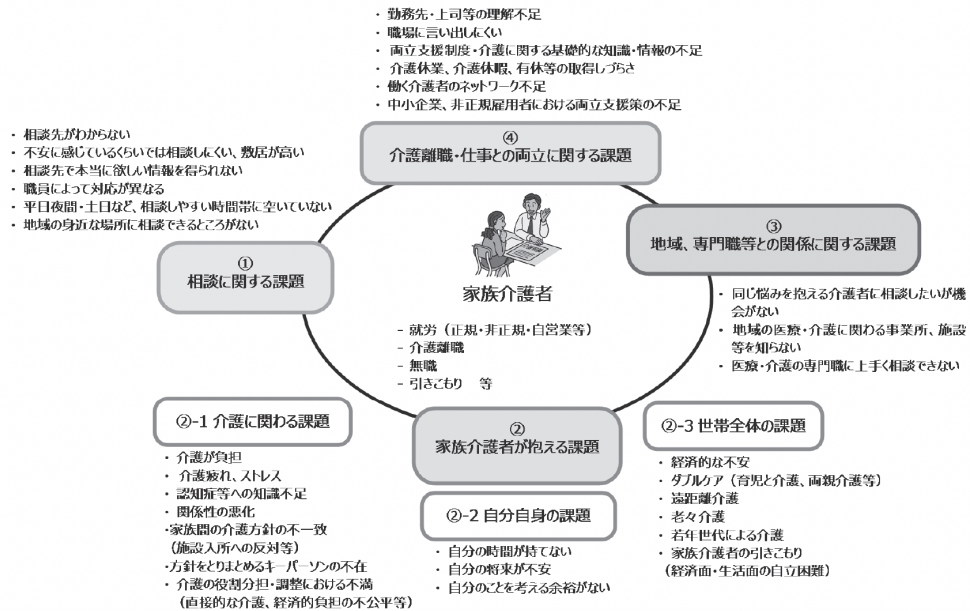 ・ 勤務先・上司等の理解不足
・ 職場に言い出しにくい
・ 両立支援制度・介護に関する基礎的な知識・情報の不足
・ 介護休業、介護休暇、有休等の取得しづらさ
・ 働く介護者のネットワーク不足
・ 中小企業、非正規雇用者における両立支援策の不足
④
介護離職・仕事との両立に関する課題
・ 相談先がわからない
・ 不安に感じているくらいでは相談しにくい、敷居が高い
・ 相談先で本当に欲しい情報を得られない
・ 職員によって対応が異なる
・ 平日夜間・土日など、相談しやすい時間帯に空いていない
・ 地域の身近な場所に相談できるところがない
①
相談に関する課題
③
地域、専門職等との関係に関する課題
・ 同じ悩みを抱える介護者に相談したいが機
会がない
・ 地域の医療・介護に関わる事業所、施設
等を知らない
・ 医療・介護の専門職に上手く相談できない
家族介護者
– 就労（正規・非正規・自営業等）
– 介護離職
– 無職
– 引きこもり 等
②
家族介護者が抱える課題
②-1 介護に関わる課題
・ 介護が負担
・ 介護疲れ、ストレス
・ 認知症等への知識不足
・ 関係性の悪化
・家族間の介護方針の不一致
（施設入所への反対等）
・方針をとりまとめるキーパーソンの不在
・ 介護の役割分担・調整における不満
（直接的な介護、経済的負担の不公平等）
②-2 自分自身の課題
・ 自分の時間が持てない
・ 自分の将来が不安
・ 自分のことを考える余裕がない
②-3 世帯全体の課題
・ 経済的な不安
・ ダブルケア（育児と介護、両親介護等）
・ 遠距離介護
・ 老々介護
・ 若年世代による介護
・ 家族介護者の引きこもり
（経済面・生活面の自立困難）